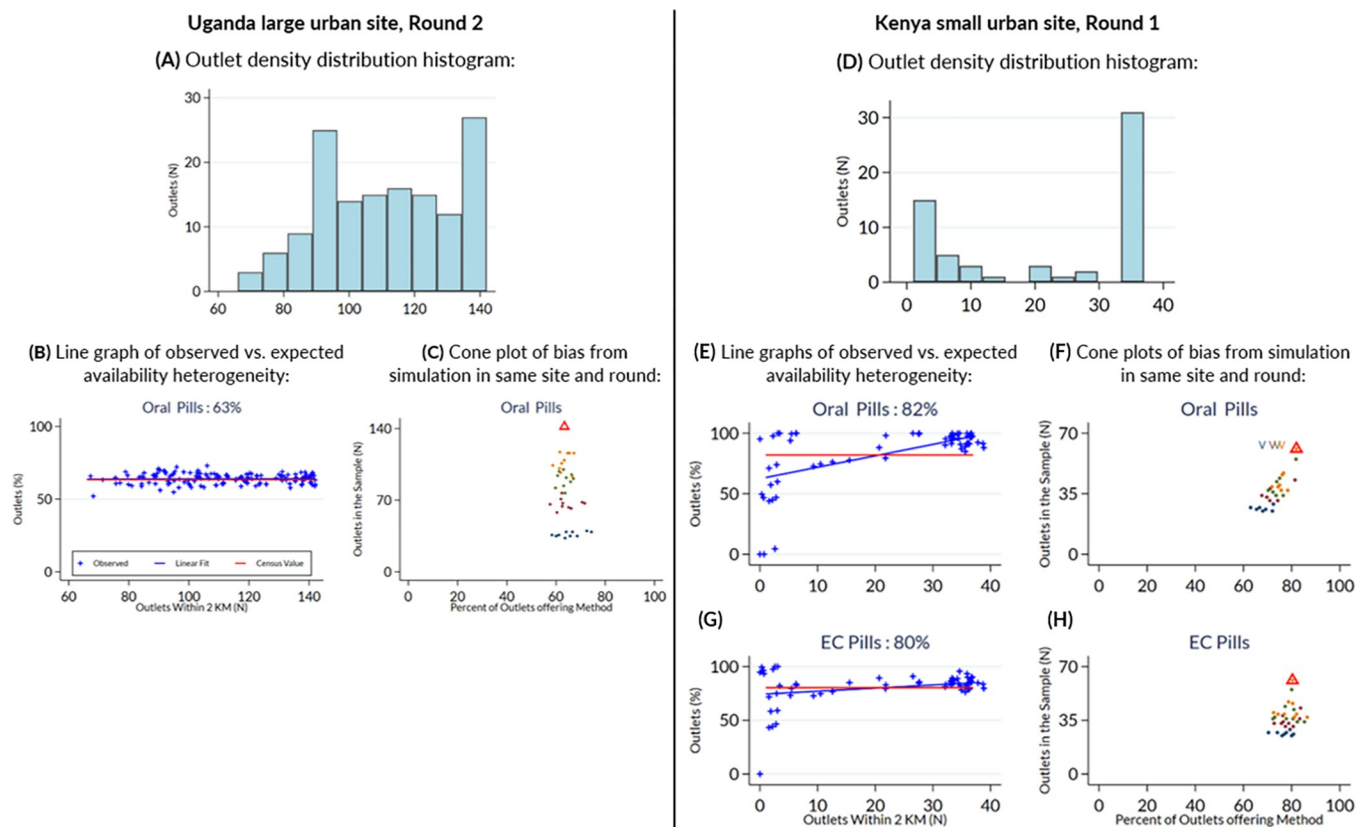 Uganda large urban site, Round 2
(A) Outlet density distribution histogram:
30
20
10
0
Outlets (N)
60 80 100 120 140
(B) Line graph of observed vs. expected
availability heterogeneity:
Oral Pills : 63%
100
50
0
Outlets (%)
Observed Linear Fit Census Value
60 80 100 120 140
Outlets Within 2 KM (N)
(C) Cone plot of bias from
simulation in same site and round:
Oral Pills
140
70
0
Outlets in the Sample (N)
0 20 40 60 80 100
Percent of Outlets offering Method
Kenya small urban site, Round 1
(D) Outlet density distribution histogram:
30
20
10
0
Outlets (N)
0 10 20 30 40
(E) Line graphs of observed vs. expected
availability heterogeneity:
Oral Pills : 82%
100
50
0
Outlets (%)
0 10 20 30 40
(F) Cone plots of bias from simulation
in same site and round:
Oral Pills
70
35
0
Outlets in the Sample (N)
V VVV
0 20 40 60 80 100
(G)
EC Pills : 80%
100
50
0
Outlets (%)
0 10 20 30 40
Outlets Within 2 KM (N)
(H)
EC Pills
70
35
0
Outlets in the Sample (N)
0 20 40 60 80 100
Percent of Outlets offering Method